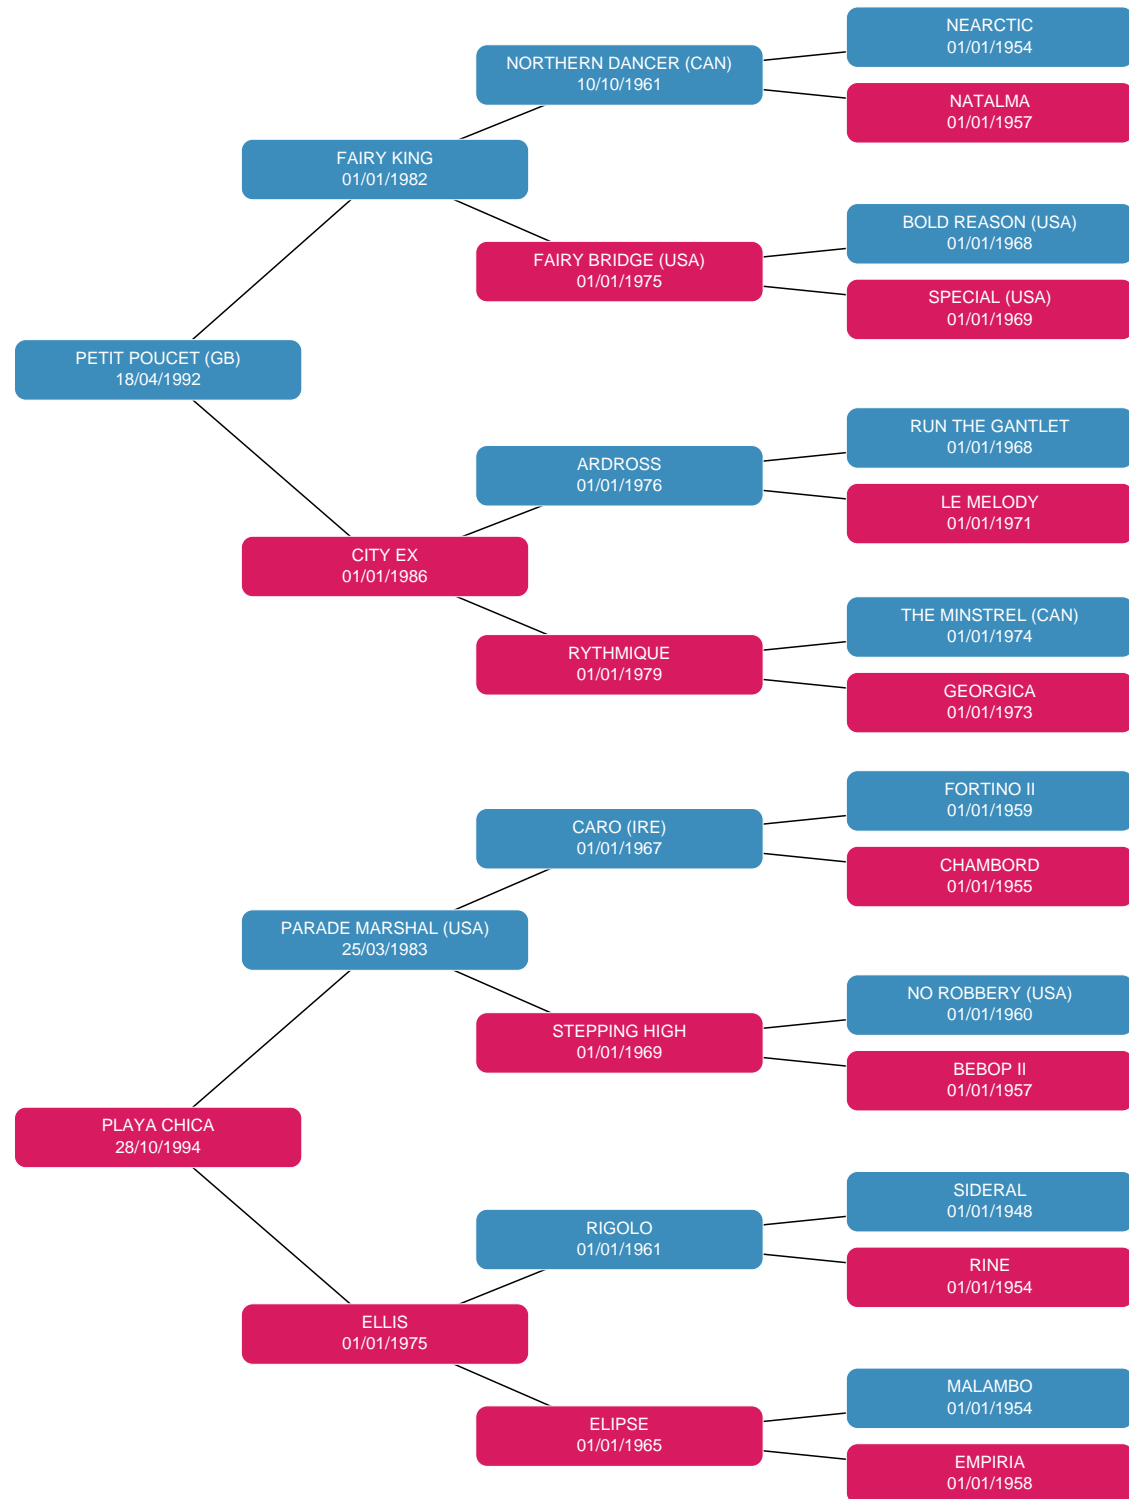 NEARCTIC
01/01/1954
NORTHERN DANCER (CAN)
10/10/1961
NATALMA
01/01/1957
FAIRY KING
01/01/1982
BOLD REASON (USA)
01/01/1968
FAIRY BRIDGE (USA)
01/01/1975
SPECIAL (USA)
01/01/1969
PETIT POUCET (GB)
18/04/1992
RUN THE GANTLET
01/01/1968
ARDROSS
01/01/1976
LE MELODY
01/01/1971
CITY EX
01/01/1986
THE MINSTREL (CAN)
01/01/1974
RYTHMIQUE
01/01/1979
GEORGICA
01/01/1973
FORTINO II
01/01/1959
CARO (IRE)
01/01/1967
CHAMBORD
01/01/1955
PARADE MARSHAL (USA)
25/03/1983
NO ROBBERY (USA)
01/01/1960
STEPPING HIGH
01/01/1969
BEBOP II
01/01/1957
PLAYA CHICA
28/10/1994
SIDERAL
01/01/1948
RIGOLO
01/01/1961
RINE
01/01/1954
ELLIS
01/01/1975
MALAMBO
01/01/1954
ELIPSE
01/01/1965
EMPIRIA
01/01/1958